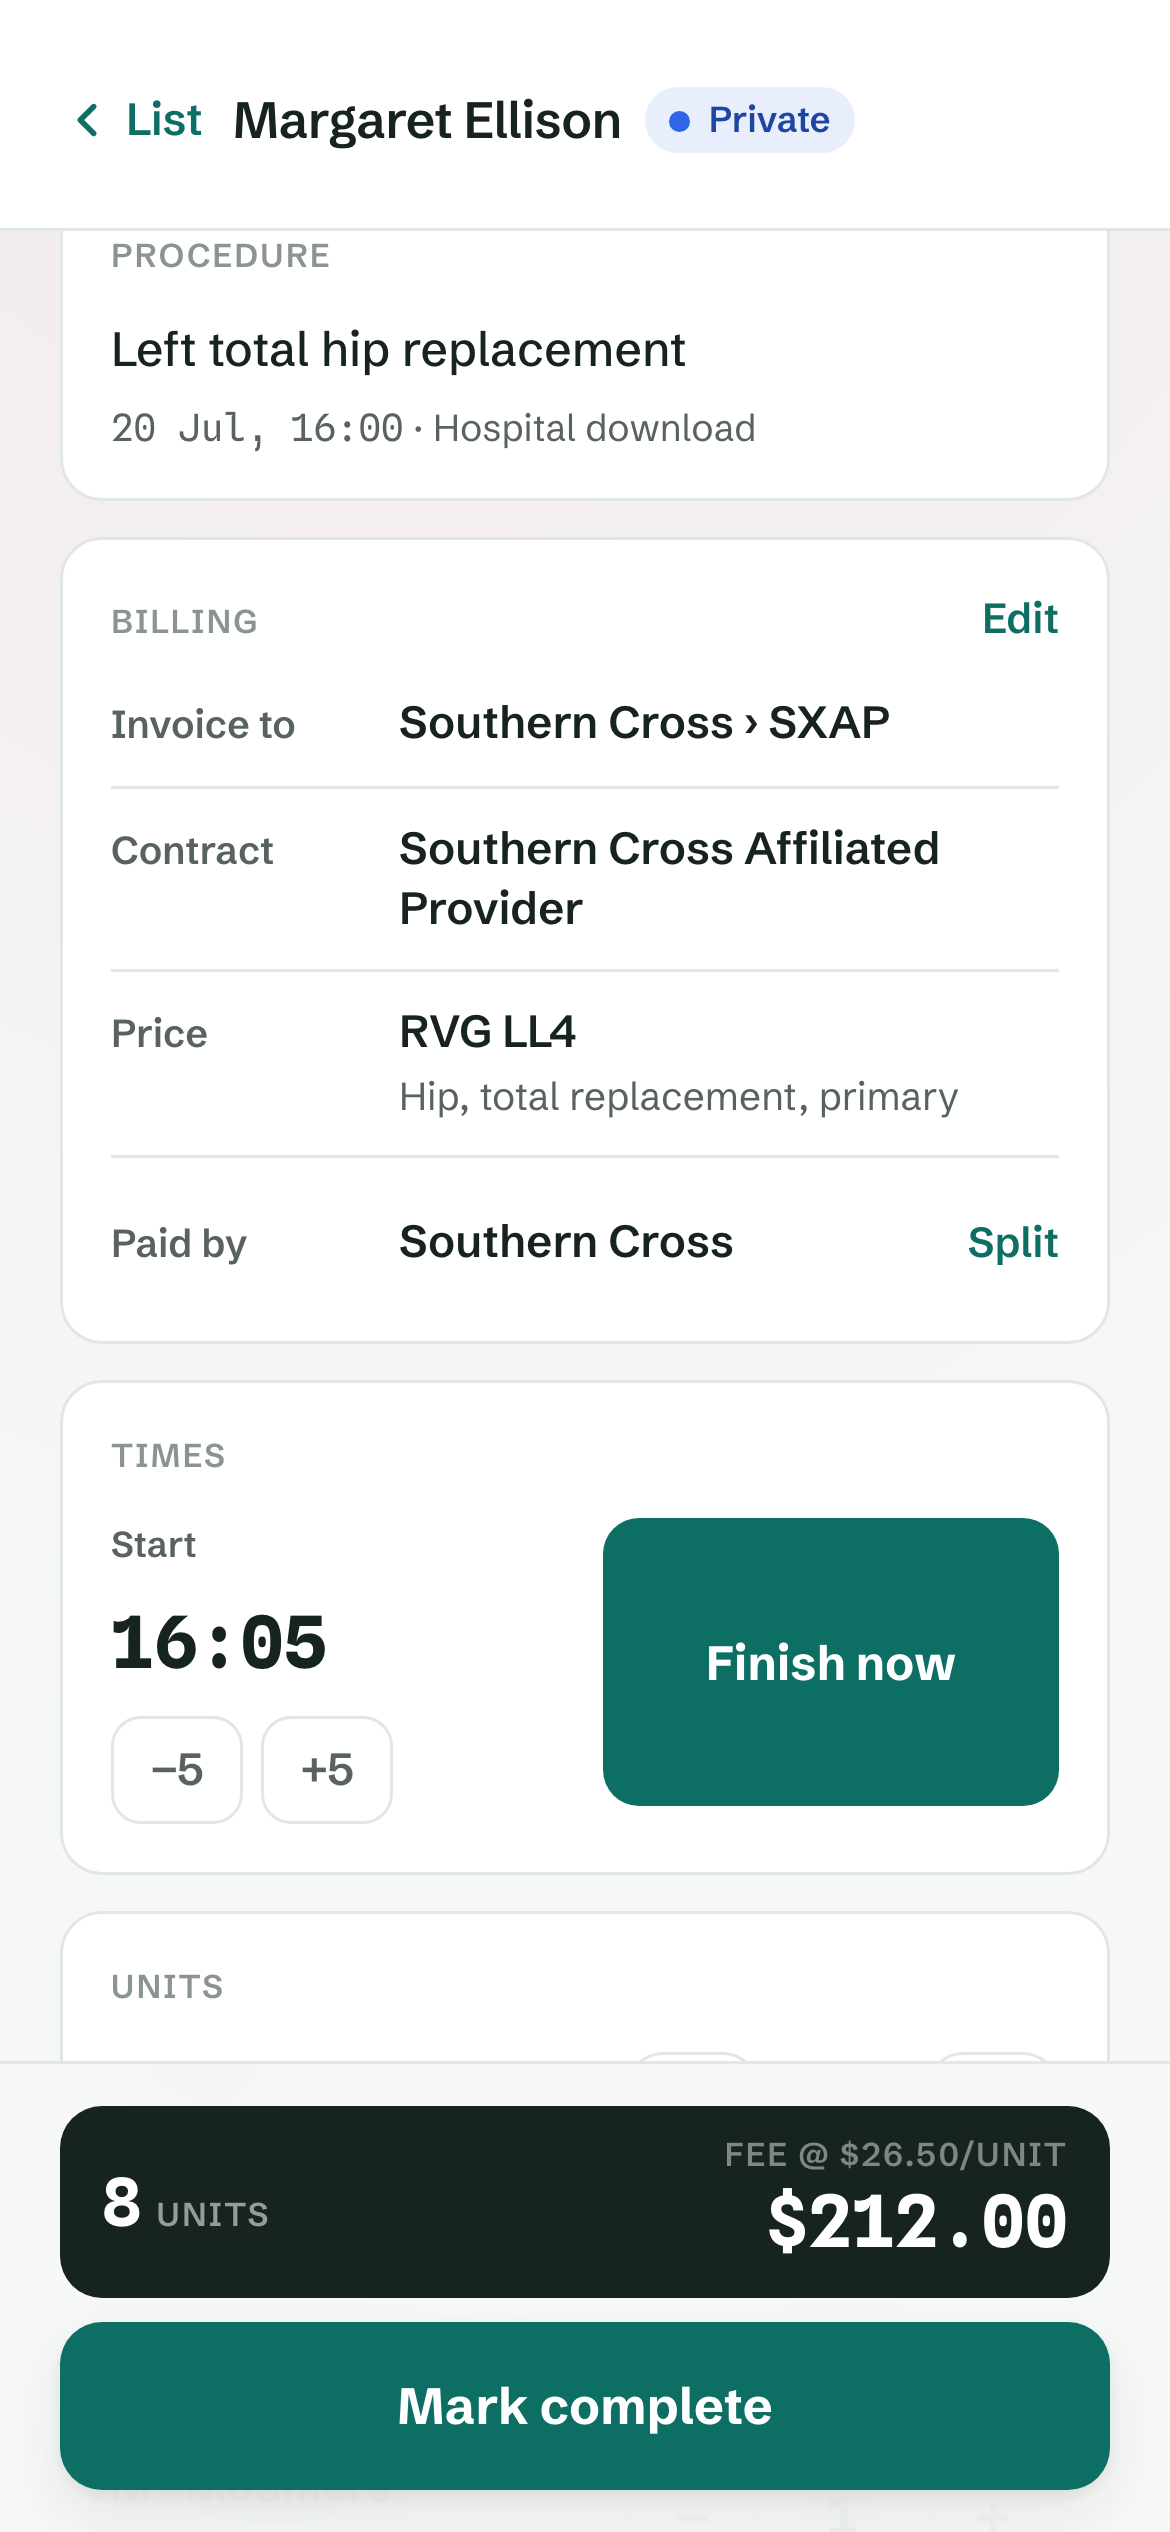 List Margaret Ellison Private
PROCEDURE
Left total hip replacement
20 Jul, 16:00 · Hospital download
BILLING Edit
Invoice to Southern Cross › SXAP
Contract Southern Cross Affiliated
Provider
Price RVG LL4
Hip, total replacement, primary
Paid by Southern Cross Split
TIMES
Start
16:05
Finish now
−5 +5
UNITS
FEE @ $26.50/UNIT
8 UNITS $212.00
Mark complete